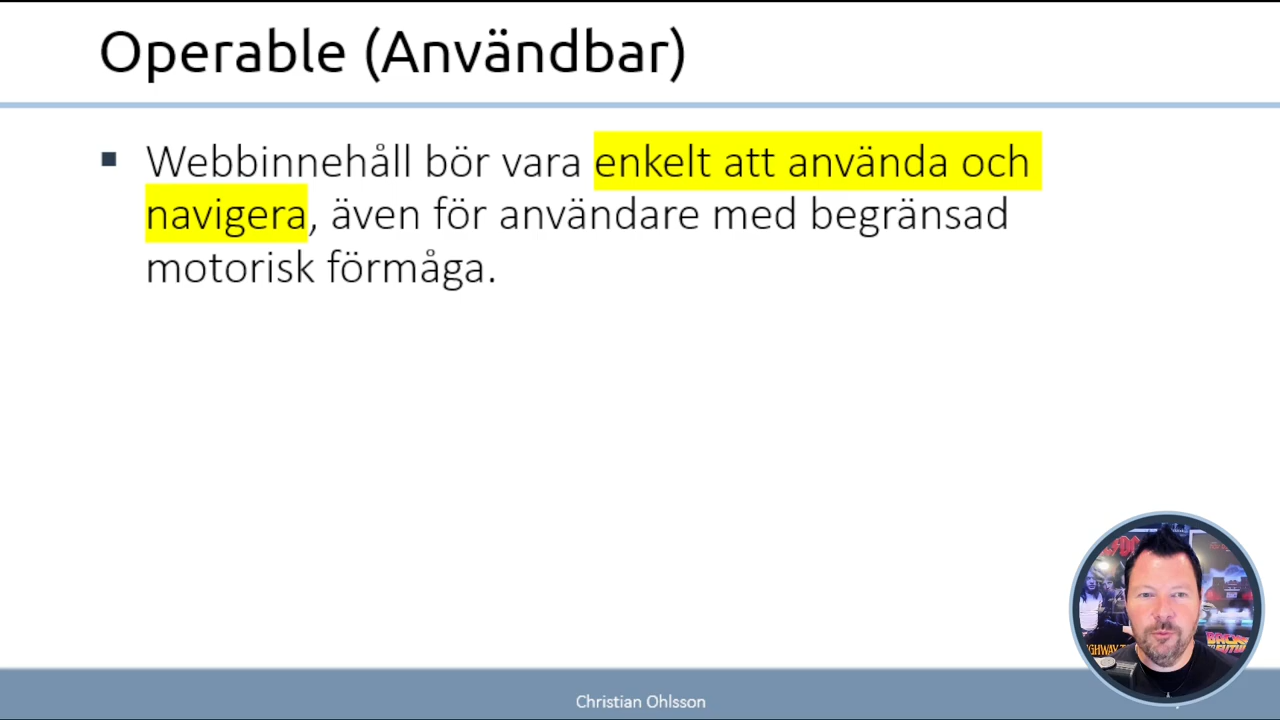 Operable (Användbar)
Webbinnehåll bör vara enkelt att använda och
navigera, även för användare med begränsad
motorisk förmåga.
Christian Ohlsson